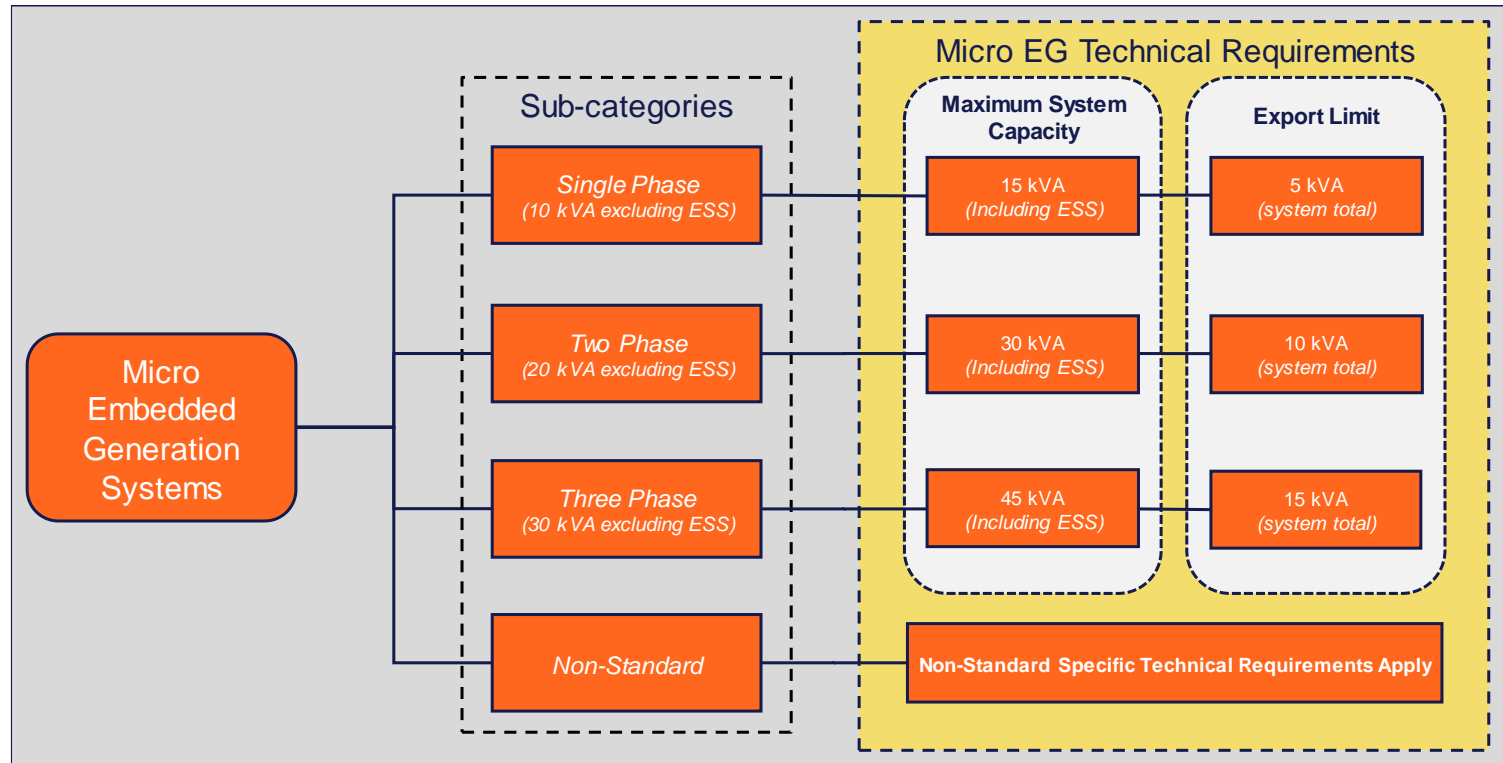 Micro EG Technical Requirements
Sub-categories
Maximum System
Capacity
Export Limit
Single Phase
(10 kVA excluding ESS)
15 kVA
(Including ESS)
5 kVA
(system total)
Two Phase
(20 kVA excluding ESS)
30 kVA
(Including ESS)
10 kVA
(system total)
Micro
Embedded
Generation
Systems
Three Phase
(30 kVA excluding ESS)
45 kVA
(Including ESS)
15 kVA
(system total)
Non-Standard
Non-Standard Specific Technical Requirements Apply